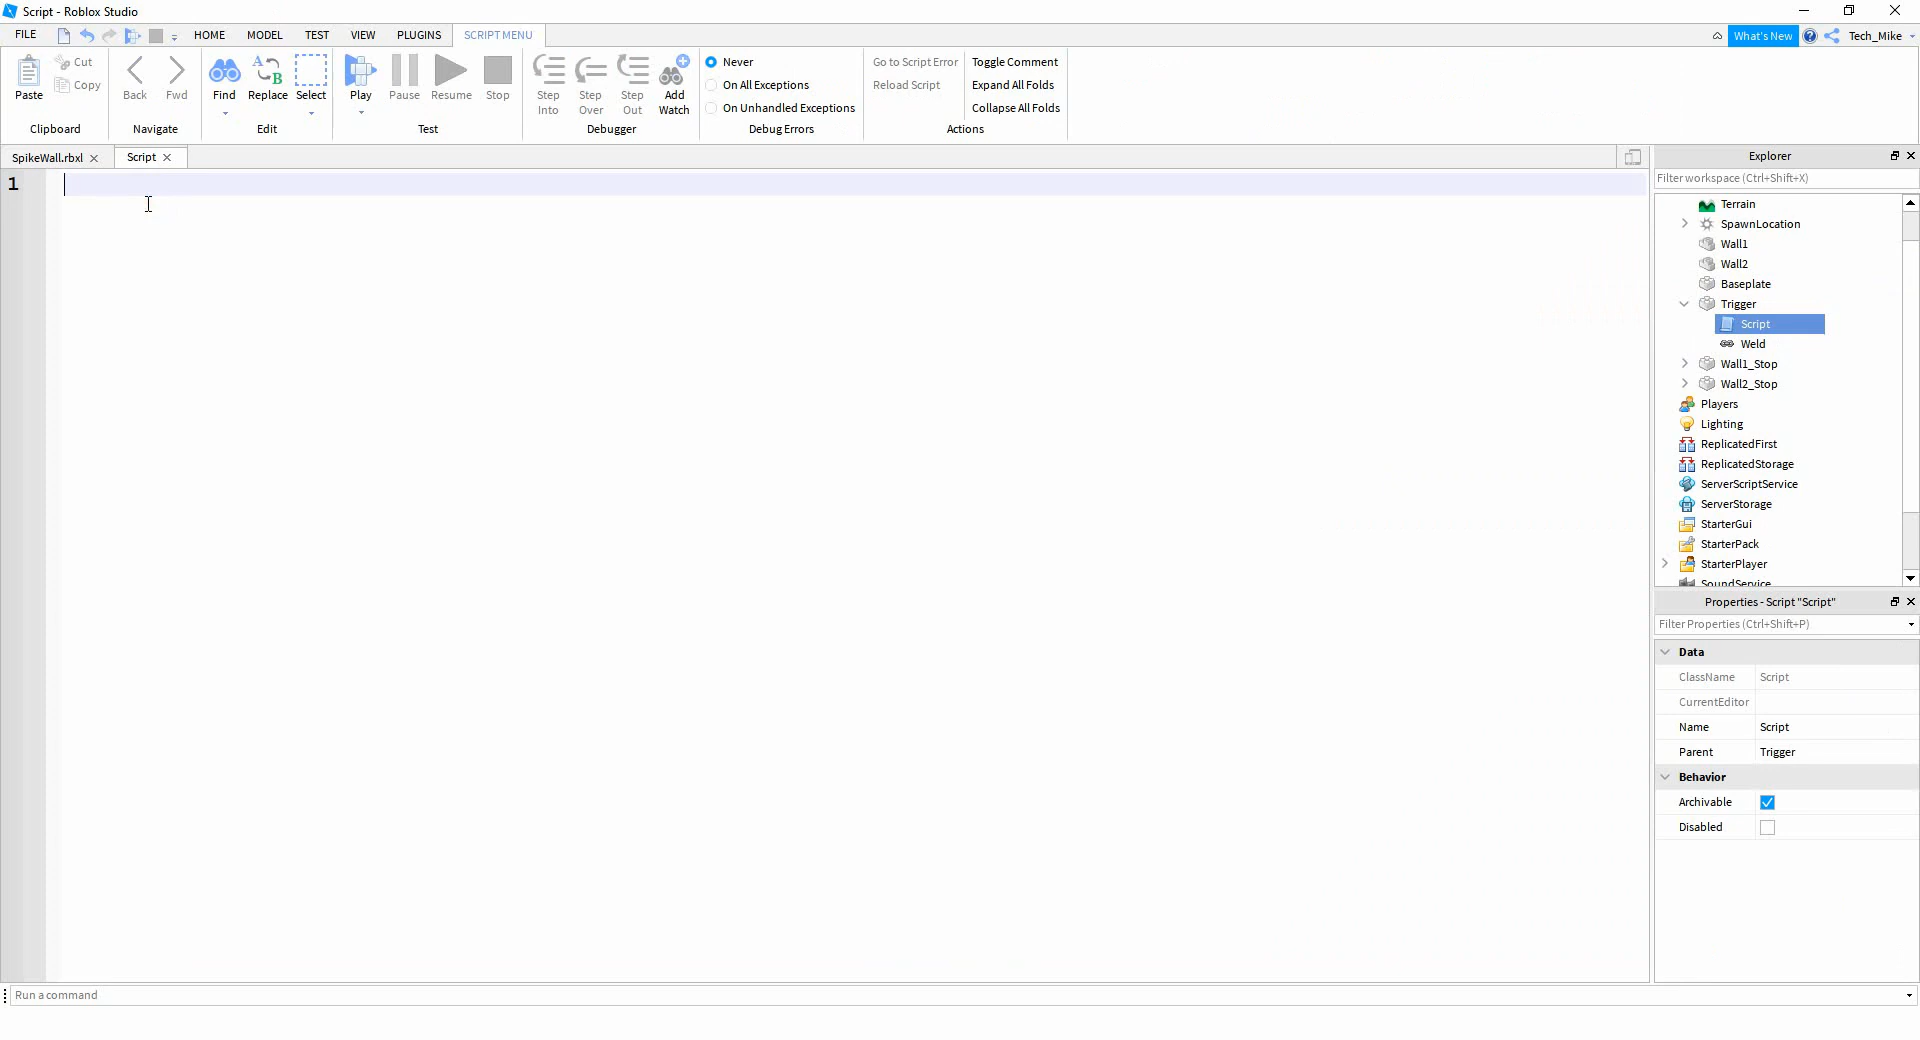 Script - Roblox Studio
FILE HOME MODEL TEST VIEW PLUGINS SCRIPT MENU What's New Tech_Mike
Paste Cut Copy Back Fwd Find Replace Select Play Pause Resume Stop Step Into Step Over Step Out Add Watch
Never
On All Exceptions
On Unhandled Exceptions
Go to Script Error
Reload Script
Toggle Comment
Expand All Folds
Collapse All Folds
Clipboard Navigate Edit Test Debugger Debug Errors Actions
SpikeWall.rbxl Script
1
Explorer
Filter workspace (Ctrl+Shift+X)
Terrain
SpawnLocation
Wall1
Wall2
Baseplate
Trigger
Script
Weld
Wall1_Stop
Wall2_Stop
Players
Lighting
ReplicatedFirst
ReplicatedStorage
ServerScriptService
ServerStorage
StarterGui
StarterPack
StarterPlayer
SoundService
Properties - Script "Script"
Filter Properties (Ctrl+Shift+P)
Data
ClassName Script
CurrentEditor
Name Script
Parent Trigger
Behavior
Archivable
Disabled
Run a command